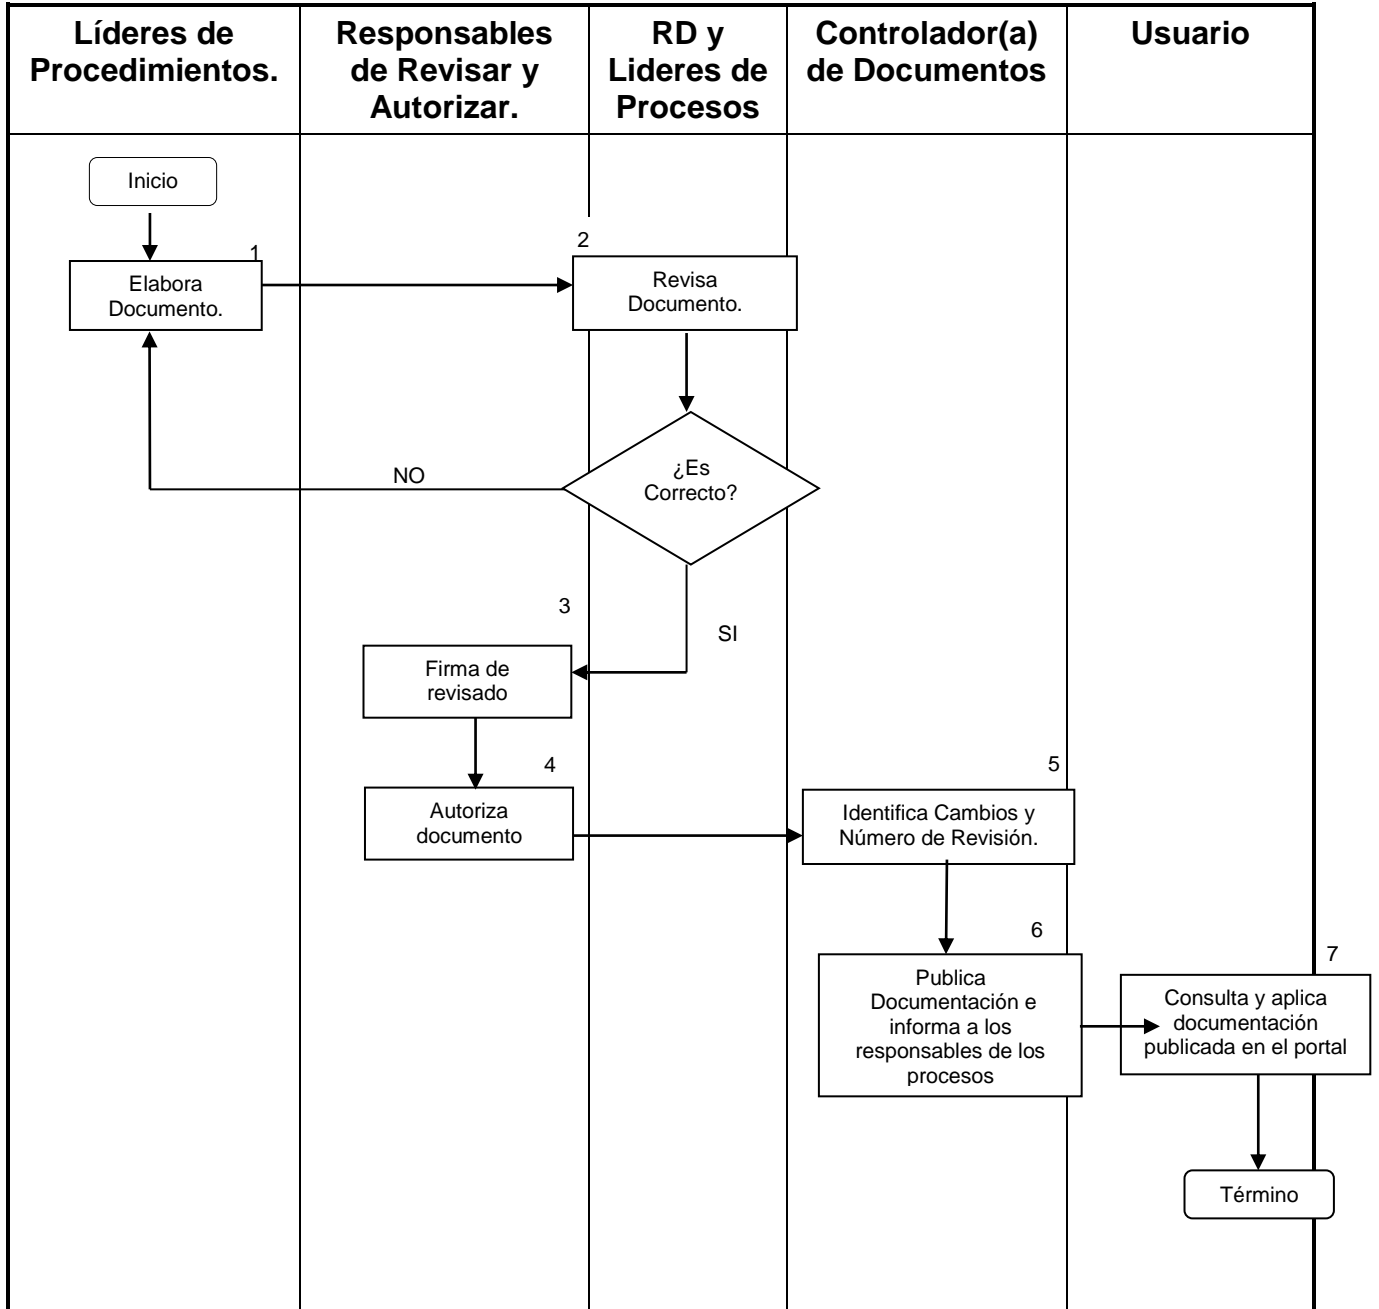 Líderes de
Procedimientos.
Responsables
de Revisar y
Autorizar.
RD y
Lideres de
Procesos
Controlador(a)
de Documentos
Usuario
Inicio
1
Elabora
Documento.
2
Revisa
Documento.
¿Es
Correcto?
NO
SI
3
Firma de
revisado
4
Autoriza
documento
5
Identifica Cambios y
Número de Revisión.
6
Publica
Documentación e
informa a los
responsables de los
procesos
7
Consulta y aplica
documentación
publicada en el portal
Término